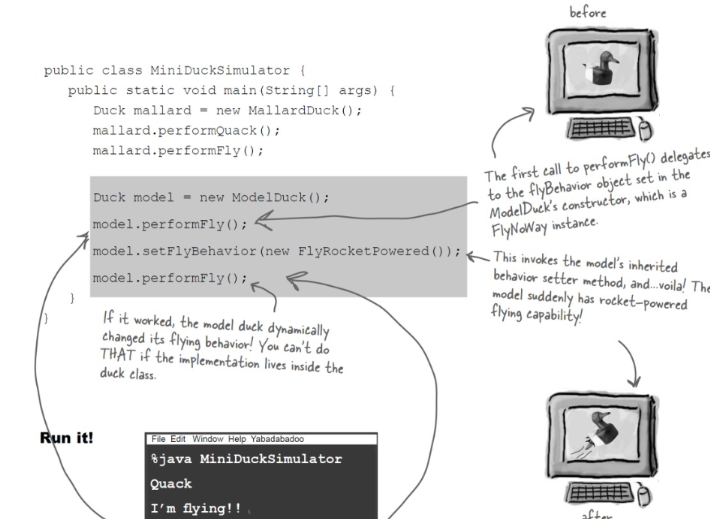 before
public class MiniDuckSimulator {
public static void main(String[] args) {
Duck mallard = new MallardDuck();
mallard.performQuack();
mallard.performFly();
Duck model = new ModelDuck();
model.performFly();
model.setFlyBehavior(new FlyRocketPowered());
model.performFly();
}
}
The first call to performFly() delegates
to the flyBehavior object set in the
ModelDuck's constructor, which is a
FlyNoWay instance.
This invokes the model's inherited
behavior setter method, and...voila! The
model suddenly has rocket-powered
flying capability!
If it worked, the model duck dynamically
changed its flying behavior! You can't do
THAT if the implementation lives inside the
duck class.
Run it!
File Edit Window Help Yabadabadoo
%java MiniDuckSimulator
Quack
I'm flying!!
after